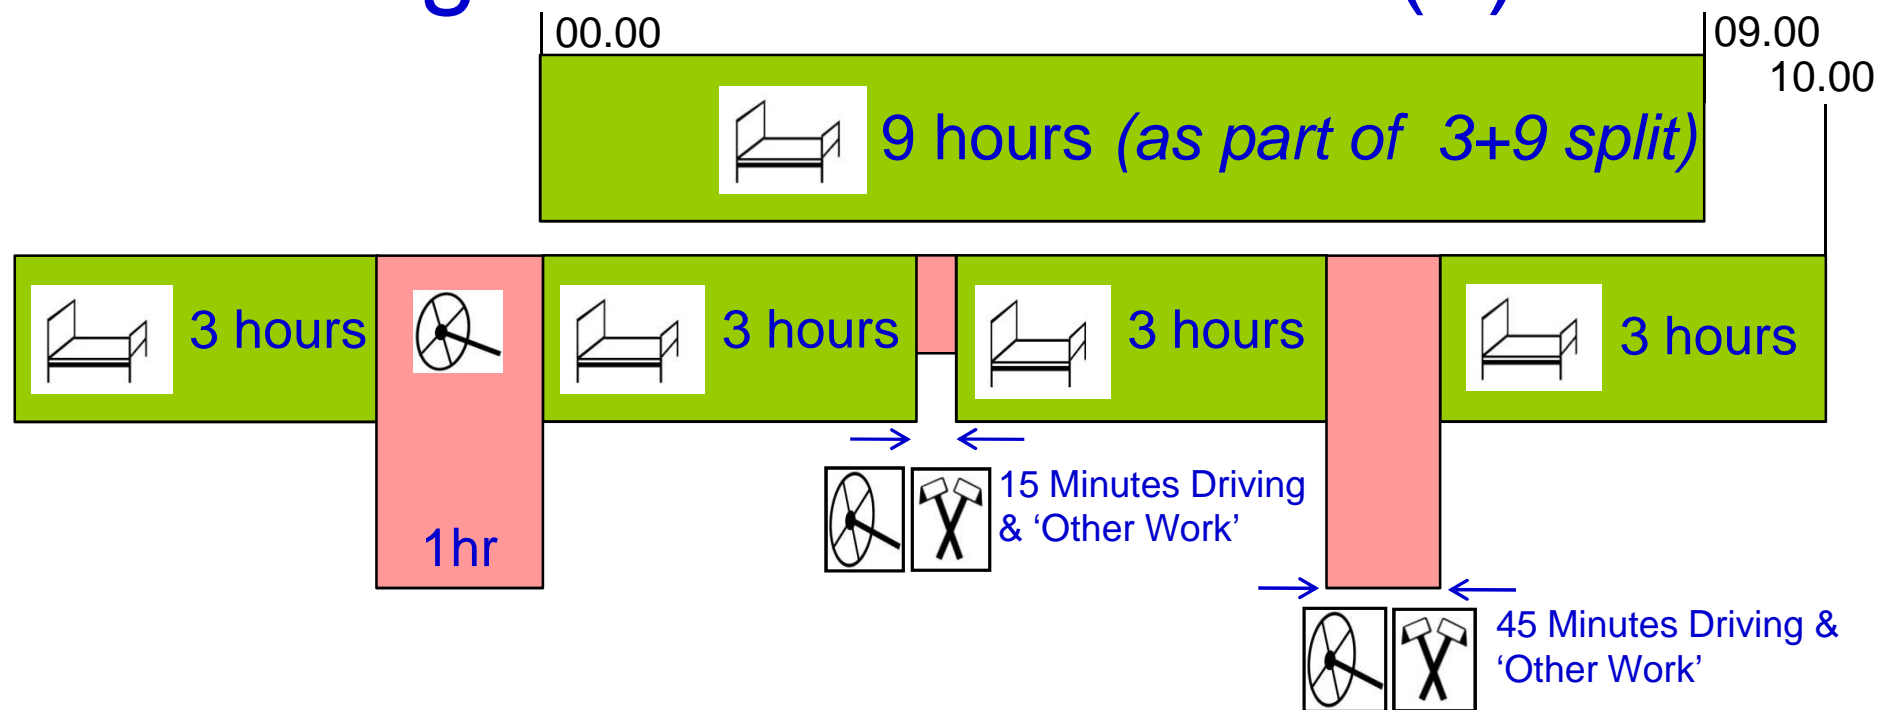 00.00
09.00
10.00
9 hours (as part of 3+9 split)
3 hours
3 hours
3 hours
3 hours
1hr
15 Minutes Driving
& ‘Other Work’
45 Minutes Driving &
‘Other Work’